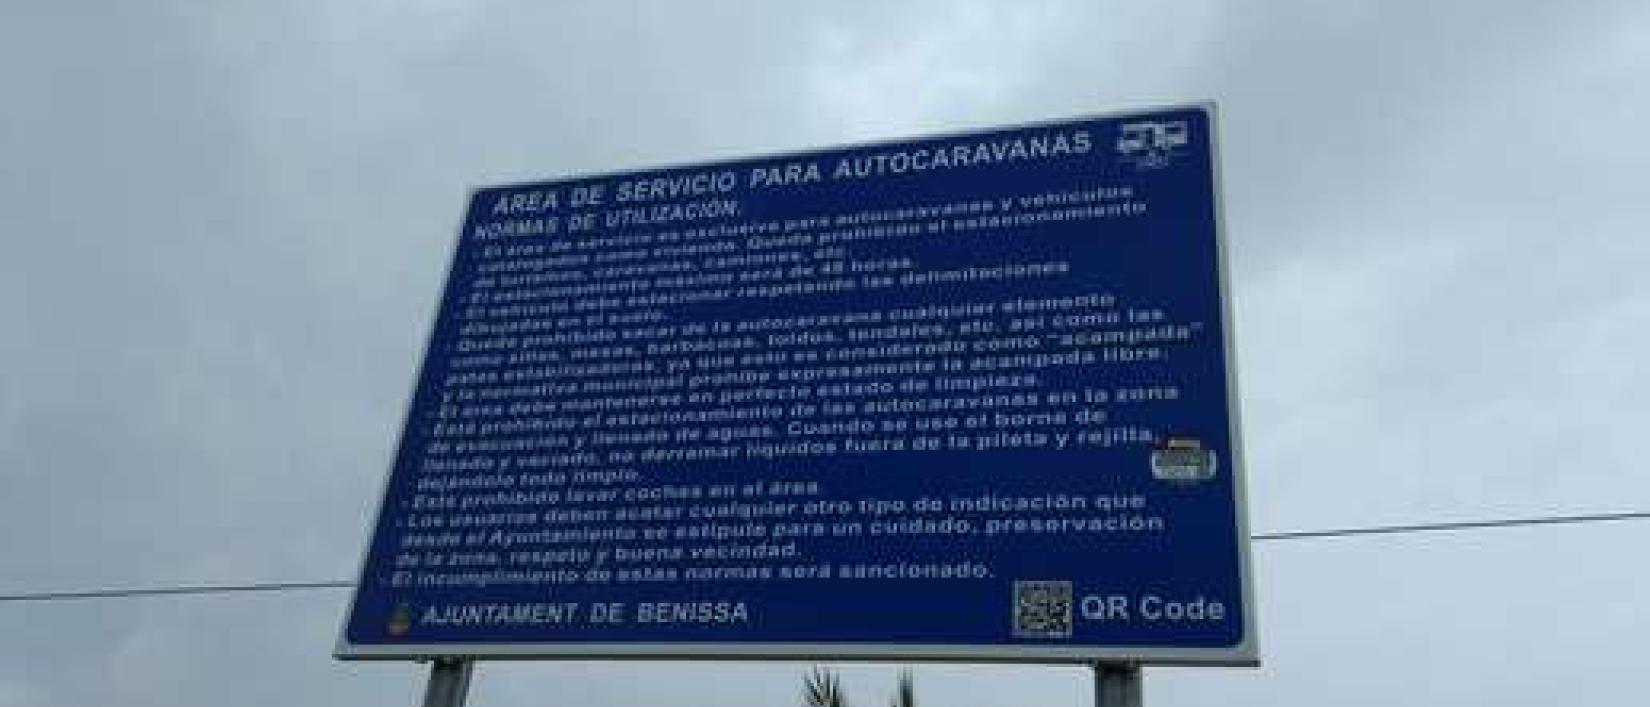 ÁREA DE SERVICIO PARA AUTOCARAVANAS
NORMAS DE UTILIZACIÓN:
- El área de servicio es exclusiva para autocaravanas y vehículos
catalogados como vivienda. Queda prohibido el estacionamiento
de turismos, caravanas, camiones, etc.
- El estacionamiento máximo será de 48 horas.
- El vehículo debe estacionar respetando las delimitaciones
dibujadas en el suelo.
- Queda prohibido sacar de la autocaravana cualquier elemento
como sillas, mesas, barbacoas, toldos, tendales, etc. así como las
patas estabilizadoras, ya que esto es considerado como "acampada"
y la normativa municipal prohíbe expresamente la acampada libre.
- El área debe mantenerse en perfecto estado de limpieza.
- Está prohibido el estacionamiento de las autocaravanas en la zona
de evacuación y llenado de aguas. Cuando se use el borne de
llenado y vaciado, no derramar líquidos fuera de la pileta y rejilla,
dejándolo todo limpio.
- Está prohibido lavar coches en el área.
- Los usuarios deben acatar cualquier otro tipo de indicación que
desde el Ayuntamiento se estipule para un cuidado, preservación
de la zona, respeto y buena vecindad.
- El incumplimiento de estas normas será sancionado.
AJUNTAMENT DE BENISSA
QR Code